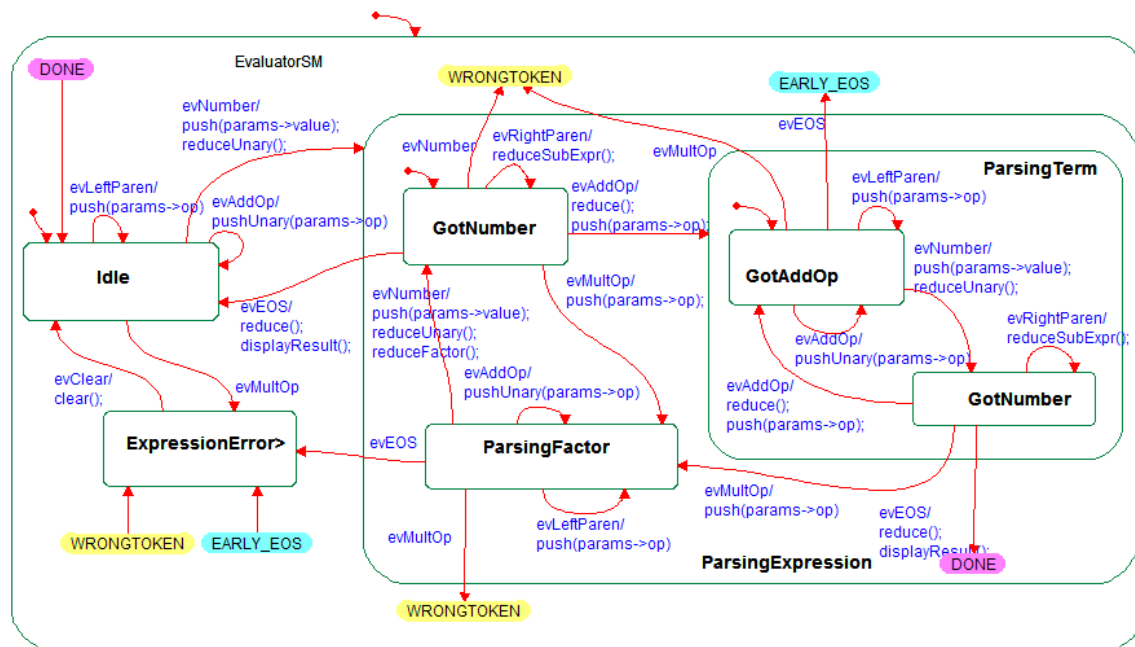 EvaluatorSM
DONE
WRONGTOKEN
EARLY_EOS
evNumber/
push(params->value);
reduceUnary();
evLeftParen/
push(params->op)
evAddOp/
pushUnary(params->op)
Idle
evNumber
evRightParen/
reduceSubExpr();
GotNumber
evAddOp/
reduce();
push(params->op);
evMultOp
evEOS
ParsingTerm
evLeftParen/
push(params->op)
GotAddOp
evNumber/
push(params->value);
reduceUnary();
evAddOp/
pushUnary(params->op)
evRightParen/
reduceSubExpr();
GotNumber
evAddOp/
reduce();
push(params->op);
evEOS/
reduce();
displayResult();
evNumber/
push(params->value);
reduceUnary();
reduceFactor();
evMultOp/
push(params->op);
evAddOp/
pushUnary(params->op)
evClear/
clear();
evMultOp
ExpressionError>
evEOS
ParsingFactor
evLeftParen/
push(params->op)
evMultOp
evMultOp/
push(params->op)
evEOS/
reduce();
displayResult();
WRONGTOKEN
EARLY_EOS
ParsingExpression
DONE
WRONGTOKEN